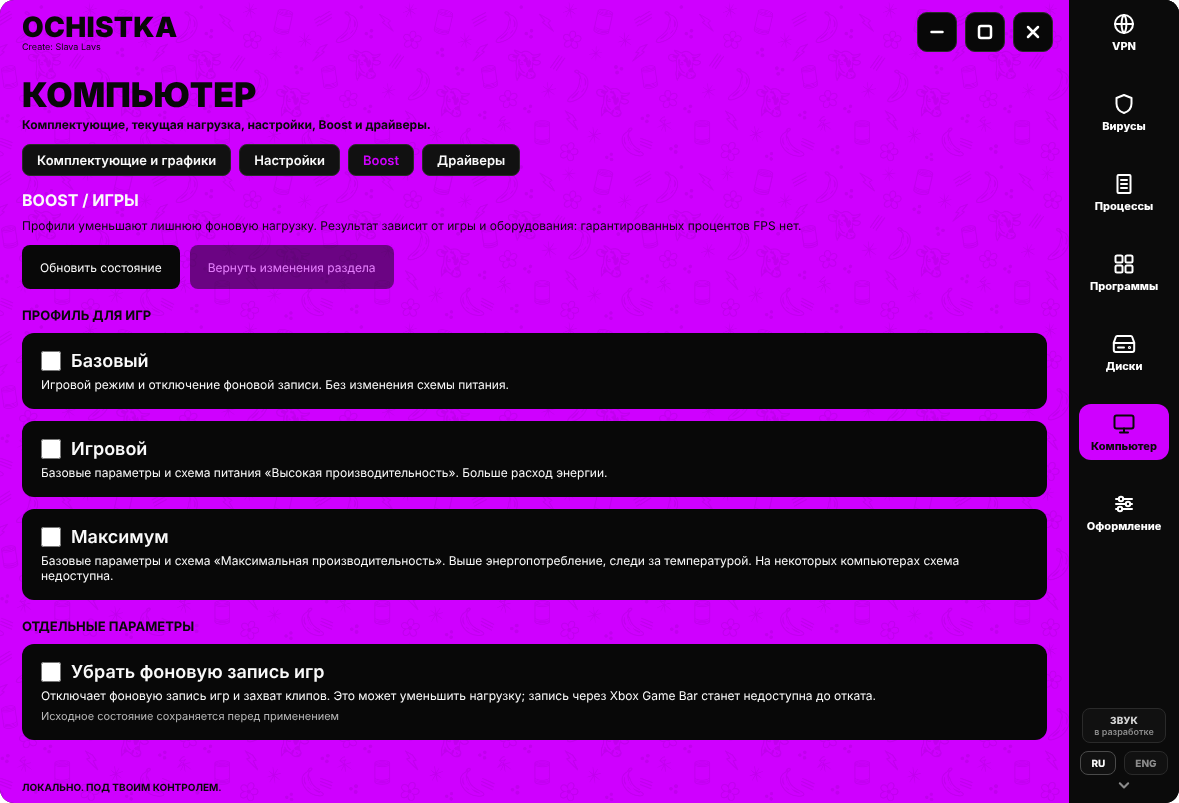 OCHISTKA
Create: Slava Lavs
КОМПЬЮТЕР
Комплектующие, текущая нагрузка, настройки, Boost и драйверы.
Комплектующие и графики
Настройки
Boost
Драйверы
BOOST / ИГРЫ
Профили уменьшают лишнюю фоновую нагрузку. Результат зависит от игры и оборудования: гарантированных процентов FPS нет.
Обновить состояние
Вернуть изменения раздела
ПРОФИЛЬ ДЛЯ ИГР
Базовый
Игровой режим и отключение фоновой записи. Без изменения схемы питания.
Игровой
Базовые параметры и схема питания «Высокая производительность». Больше расход энергии.
Максимум
Базовые параметры и схема «Максимальная производительность». Выше энергопотребление, следи за температурой. На некоторых компьютерах схема
недоступна.
ОТДЕЛЬНЫЕ ПАРАМЕТРЫ
Убрать фоновую запись игр
Отключает фоновую запись игр и захват клипов. Это может уменьшить нагрузку; запись через Xbox Game Bar станет недоступна до отката.
Исходное состояние сохраняется перед применением
ЛОКАЛЬНО. ПОД ТВОИМ КОНТРОЛЕМ.
VPN
Вирусы
Процессы
Программы
Диски
Компьютер
Оформление
ЗВУК
в разработке
RU
ENG